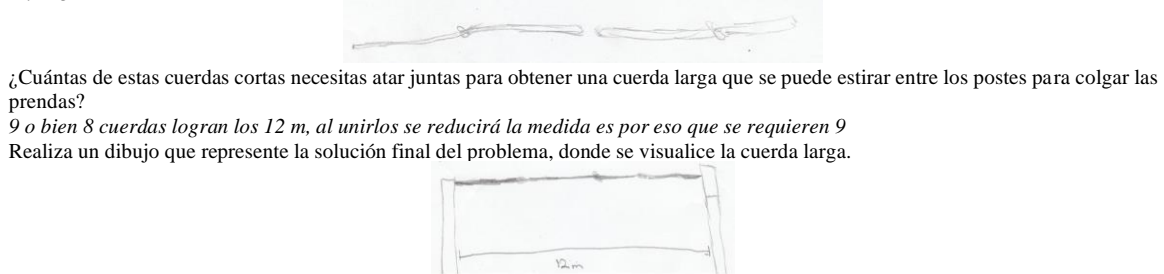 ¿Cuántas de estas cuerdas cortas necesitas atar juntas para obtener una cuerda larga que se puede estirar entre los postes para colgar las
prendas?
9 o bien 8 cuerdas logran los 12 m, al unirlos se reducirá la medida es por eso que se requieren 9
Realiza un dibujo que represente la solución final del problema, donde se visualice la cuerda larga.
12 m